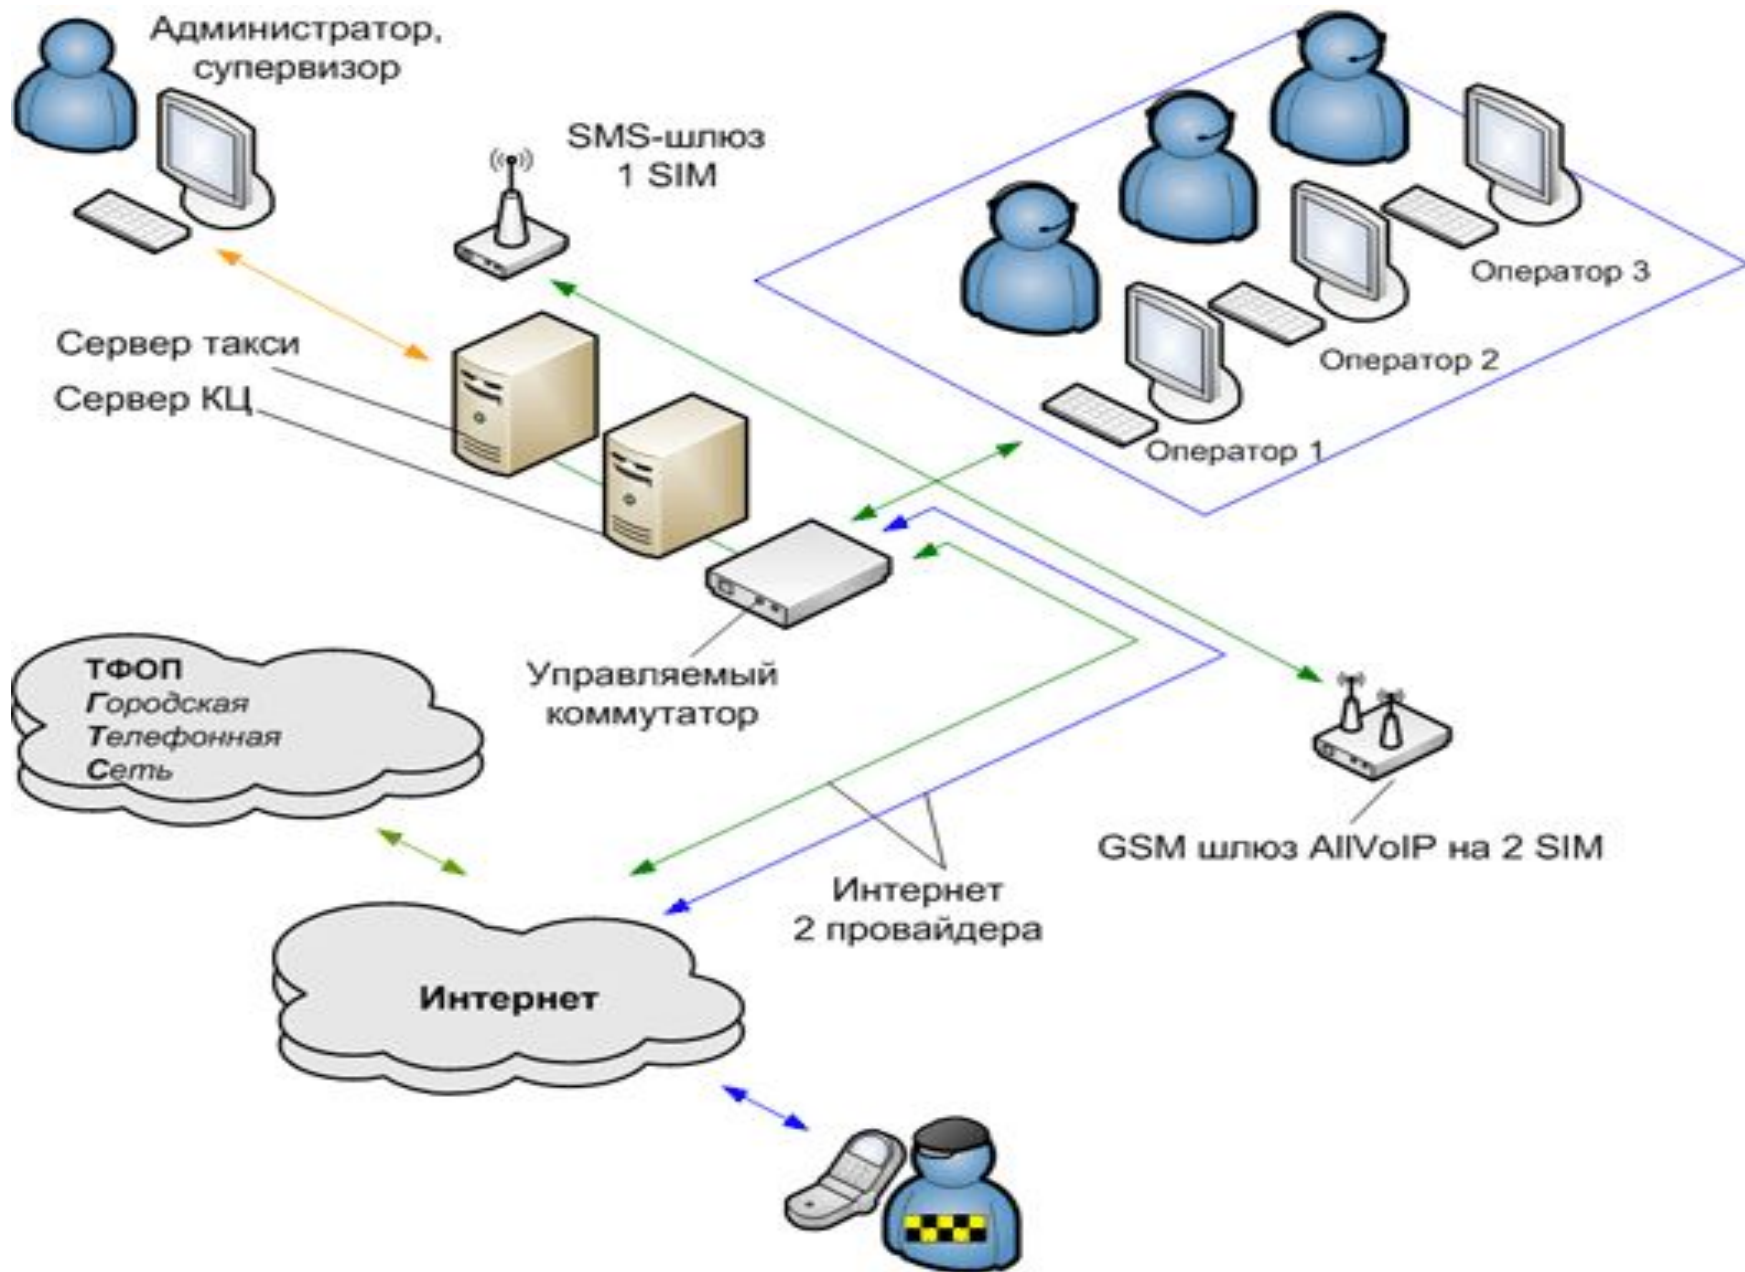 Администратор,
супервизор
SMS-шлюз
1 SIM
Оператор 3
Оператор 2
Оператор 1
Сервер такси
Сервер КЦ
Управляемый
коммутатор
ТФОП
Городская
Телефонная
Сеть
GSM шлюз AllVoIP на 2 SIM
Интернет
2 провайдера
Интернет